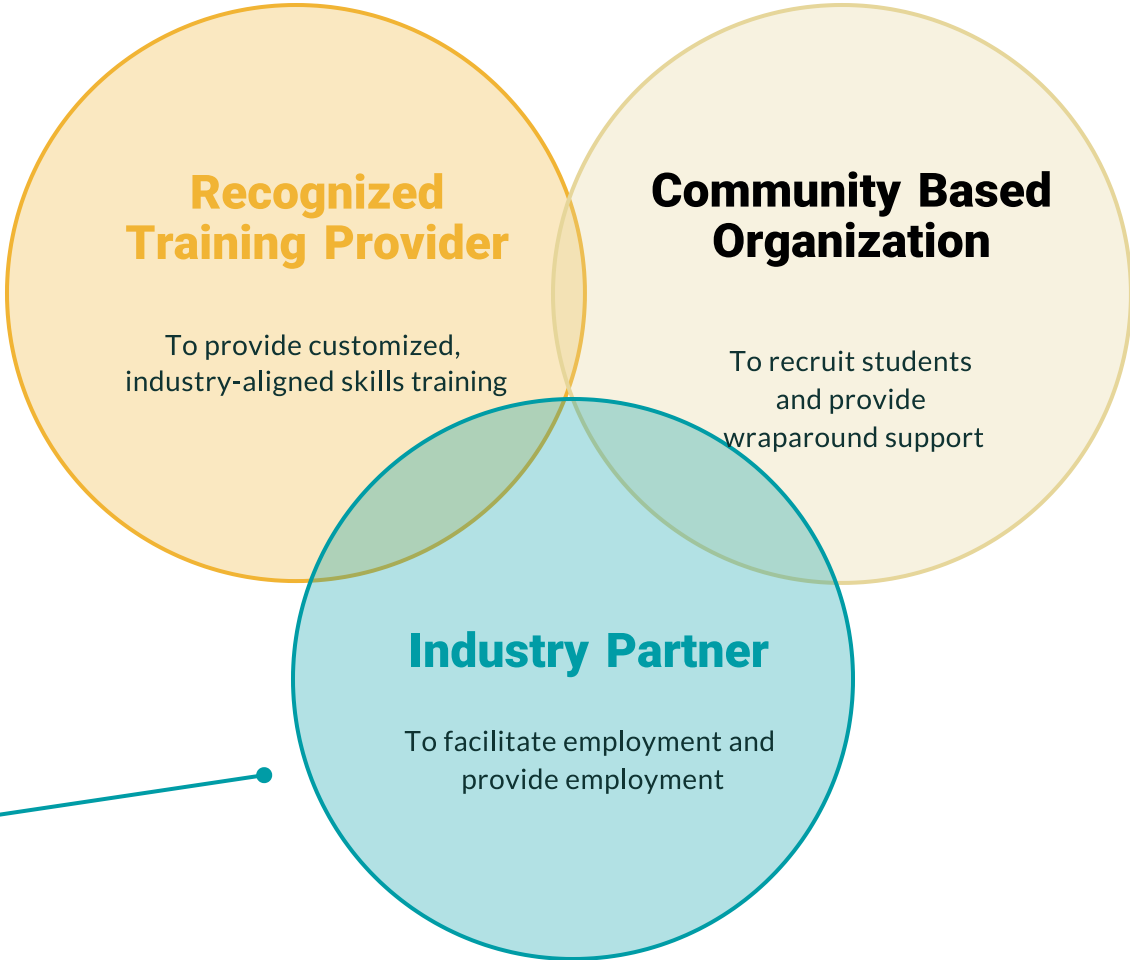 Recognized
Training Provider
To provide customized,
industry-aligned skills training
Community Based
Organization
To recruit students
and provide
wraparound support
Industry Partner
To facilitate employment and
provide employment